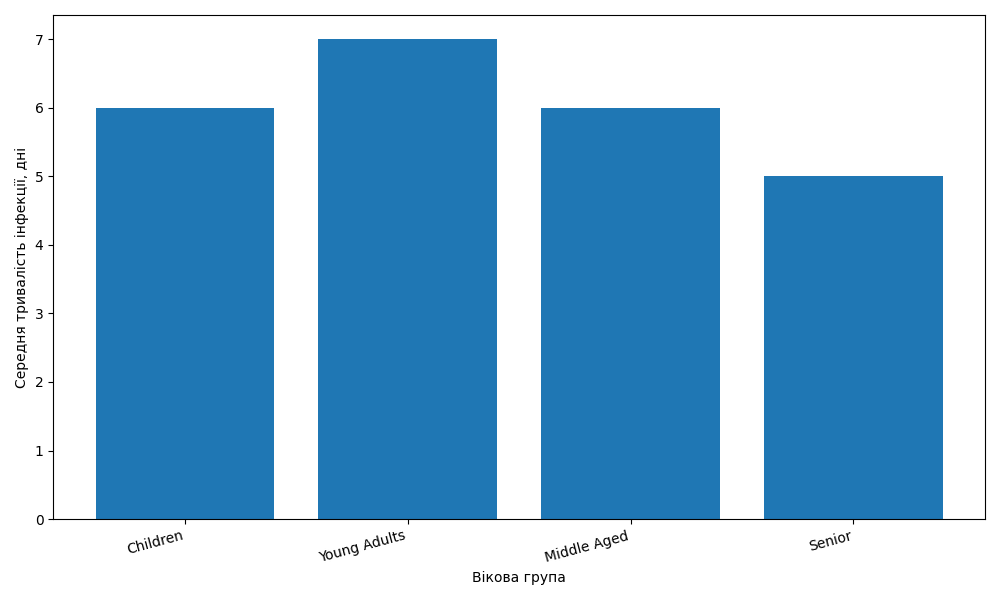 Середня тривалість інфекції, дні
7
6
5
4
3
2
1
0
Children
Young Adults
Middle Aged
Senior
Вікова група